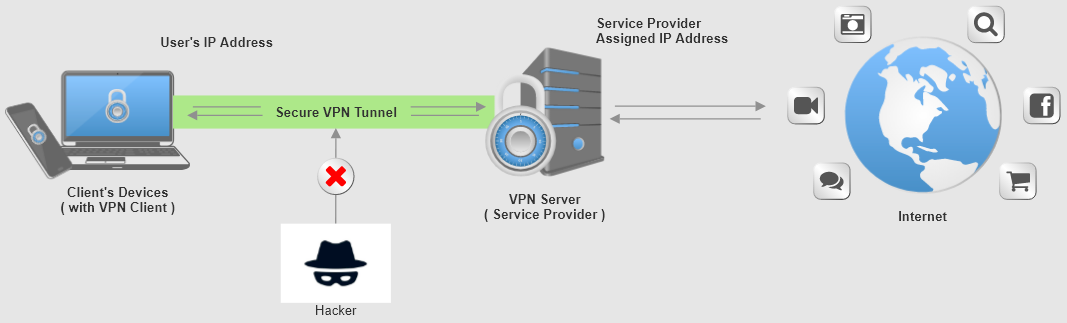 User's IP Address
Service Provider
Assigned IP Address
Secure VPN Tunnel
Client's Devices
( with VPN Client )
VPN Server
( Service Provider )
Internet
Hacker
f